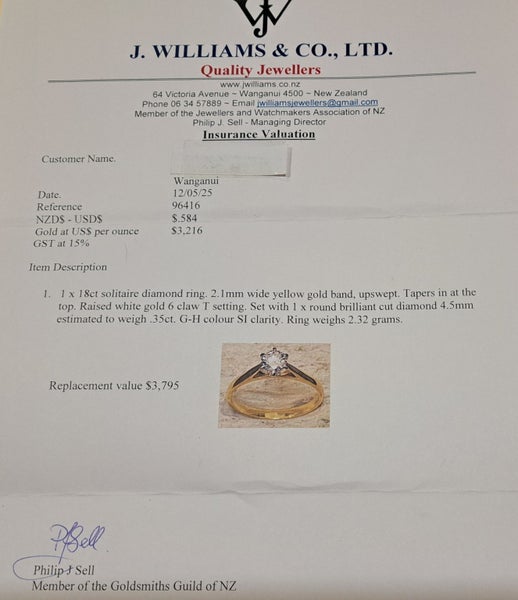 J. WILLIAMS & CO., LTD.
Quality Jewellers
www.jwilliams.co.nz
64 Victoria Avenue ~ Wanganui 4500 ~ New Zealand
Phone 06 34 57889 ~ Email jwilliamsjewellers@gmail.com
Member of the Jewellers and Watchmakers Association of NZ
Philip J. Sell - Managing Director
Insurance Valuation
Customer Name.
Wanganui
Date. 12/05/25
Reference 96416
NZD$ - USD$ $.584
Gold at US$ per ounce $3,216
GST at 15%
Item Description
1. 1 x 18ct solitaire diamond ring. 2.1mm wide yellow gold band, upswept. Tapers in at the
top. Raised white gold 6 claw T setting. Set with 1 x round brilliant cut diamond 4.5mm
estimated to weigh .35ct. G-H colour SI clarity. Ring weighs 2.32 grams.
Replacement value $3,795
PJSell
Philip J Sell
Member of the Goldsmiths Guild of NZ